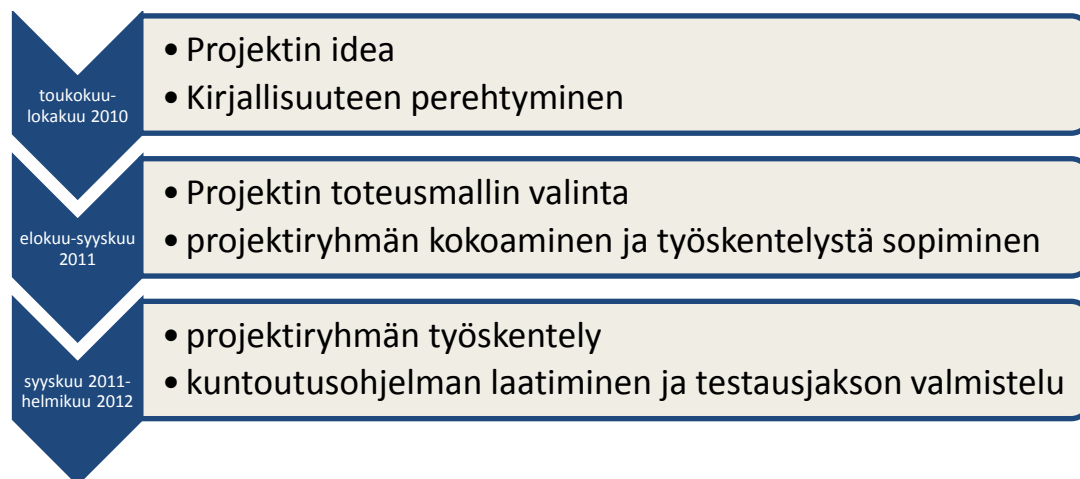 toukokuu-
lokakuu 2010
• Projektin idea
• Kirjallisuuteen perehtyminen
elokuu-syyskuu
2011
• Projektin toteusmallin valinta
• projektiryhmän kokoaminen ja työskentelystä sopiminen
syyskuu 2011-
helmikuu 2012
• projektiryhmän työskentely
• kuntoutusohjelman laatiminen ja testausjakson valmistelu